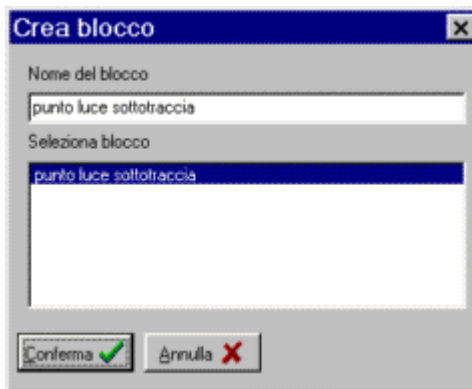 Crea blocco
Nome del blocco
punto luce sottotraccia
Seleziona blocco
punto luce sottotraccia
Conferma
Annulla